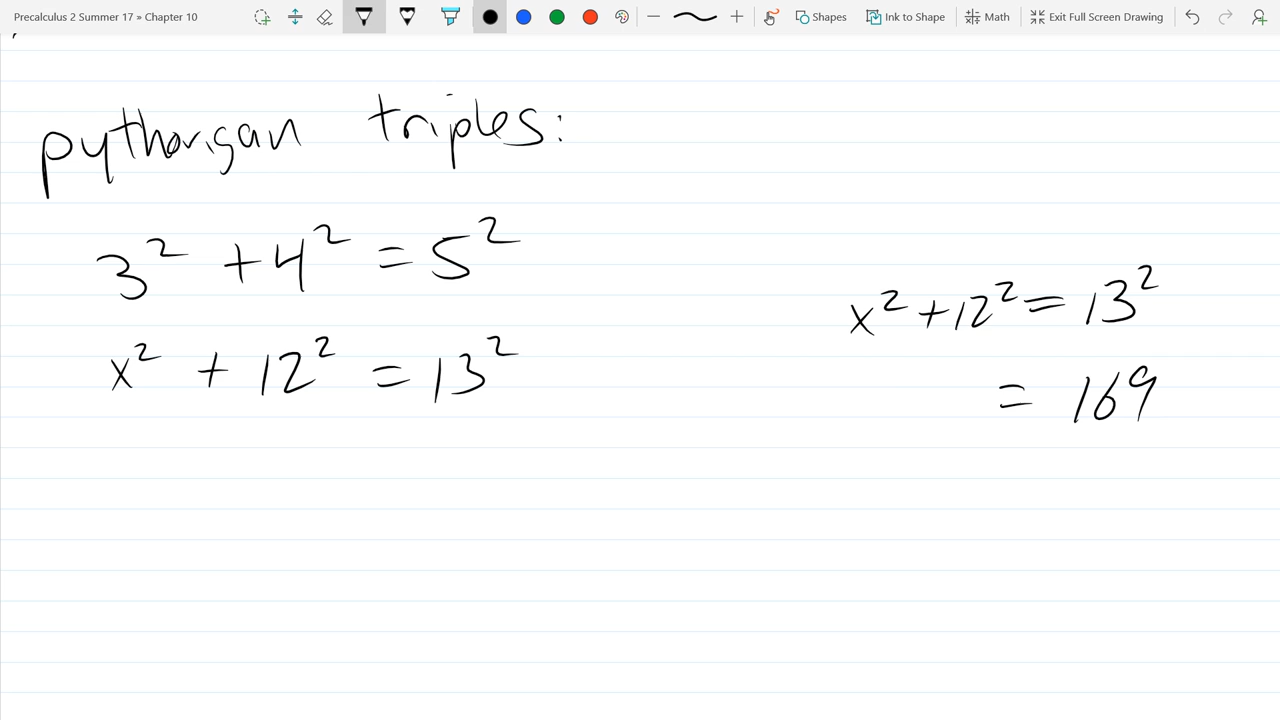 Precalculus 2 Summer 17 » Chapter 10
Shapes Ink to Shape Math Exit Full Screen Drawing
pythorigan triples:
3² + 4² = 5²
x² + 12² = 13²
x² + 12² = 13²
= 169